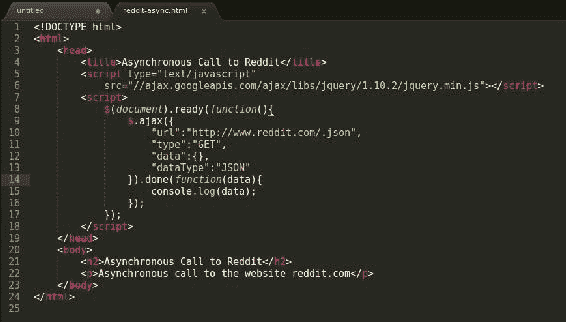 untitled
reddit-async.html
1 <!DOCTYPE html>
2 <html>
3 <head>
4 <title>Asynchronous Call to Reddit</title>
5 <script type="text/javascript"
6 src="//ajax.googleapis.com/ajax/libs/jquery/1.10.2/jquery.min.js"></script>
7 <script>
8 $(document).ready(function(){
9 $.ajax({
10 "url":"http://www.reddit.com/.json",
11 "type":"GET",
12 "data":{},
13 "dataType":"JSON"
14 }).done(function(data){
15 console.log(data);
16 });
17 });
18 </script>
19 </head>
20 <body>
21 <h2>Asynchronous Call to Reddit</h2>
22 <p>Asynchronous call to the website reddit.com</p>
23 </body>
24 </html>
25